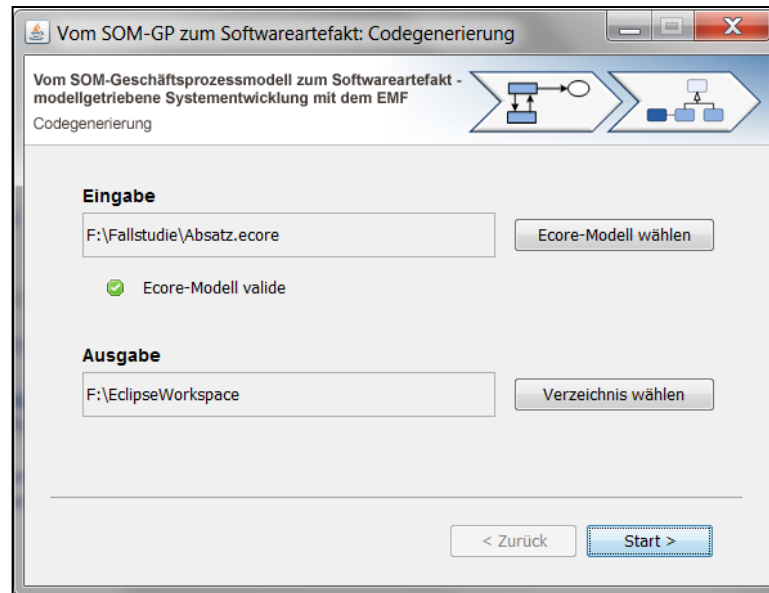 Vom SOM-GP zum Softwareartefakt: Codegenerierung
Vom SOM-Geschäftsprozessmodell zum Softwareartefakt -
modellgetriebene Systementwicklung mit dem EMF
Codegenerierung
Eingabe
F:\Fallstudie\Absatz.ecore
Ecore-Modell wählen
Ecore-Modell valide
Ausgabe
F:\EclipseWorkspace
Verzeichnis wählen
< Zurück
Start >